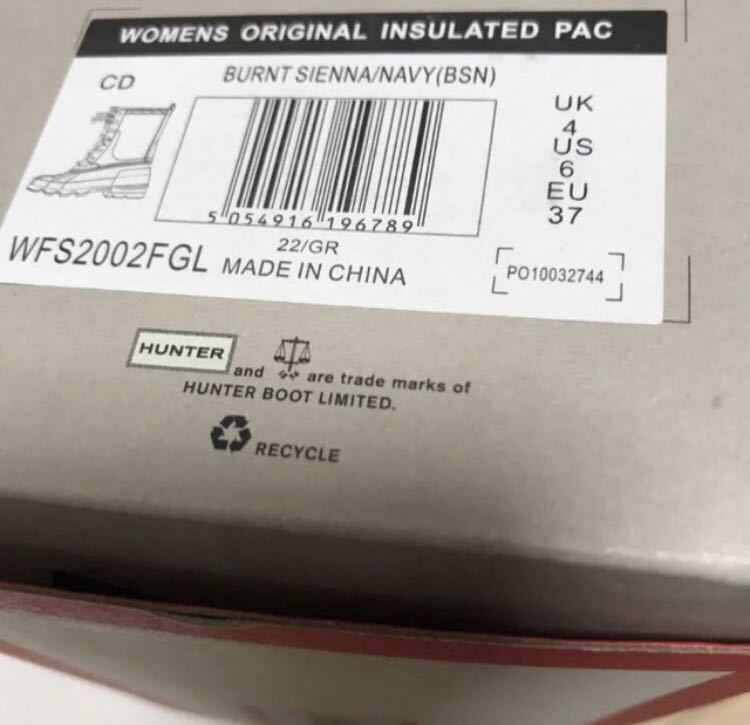 WOMENS ORIGINAL INSULATED PAC
CD
BURNT SIENNA/NAVY(BSN)
UK
4
US
6
EU
37
5 054916 196789
22/GR
WFS2002FGL MADE IN CHINA
PO10032744
HUNTER and are trade marks of
HUNTER BOOT LIMITED.
RECYCLE